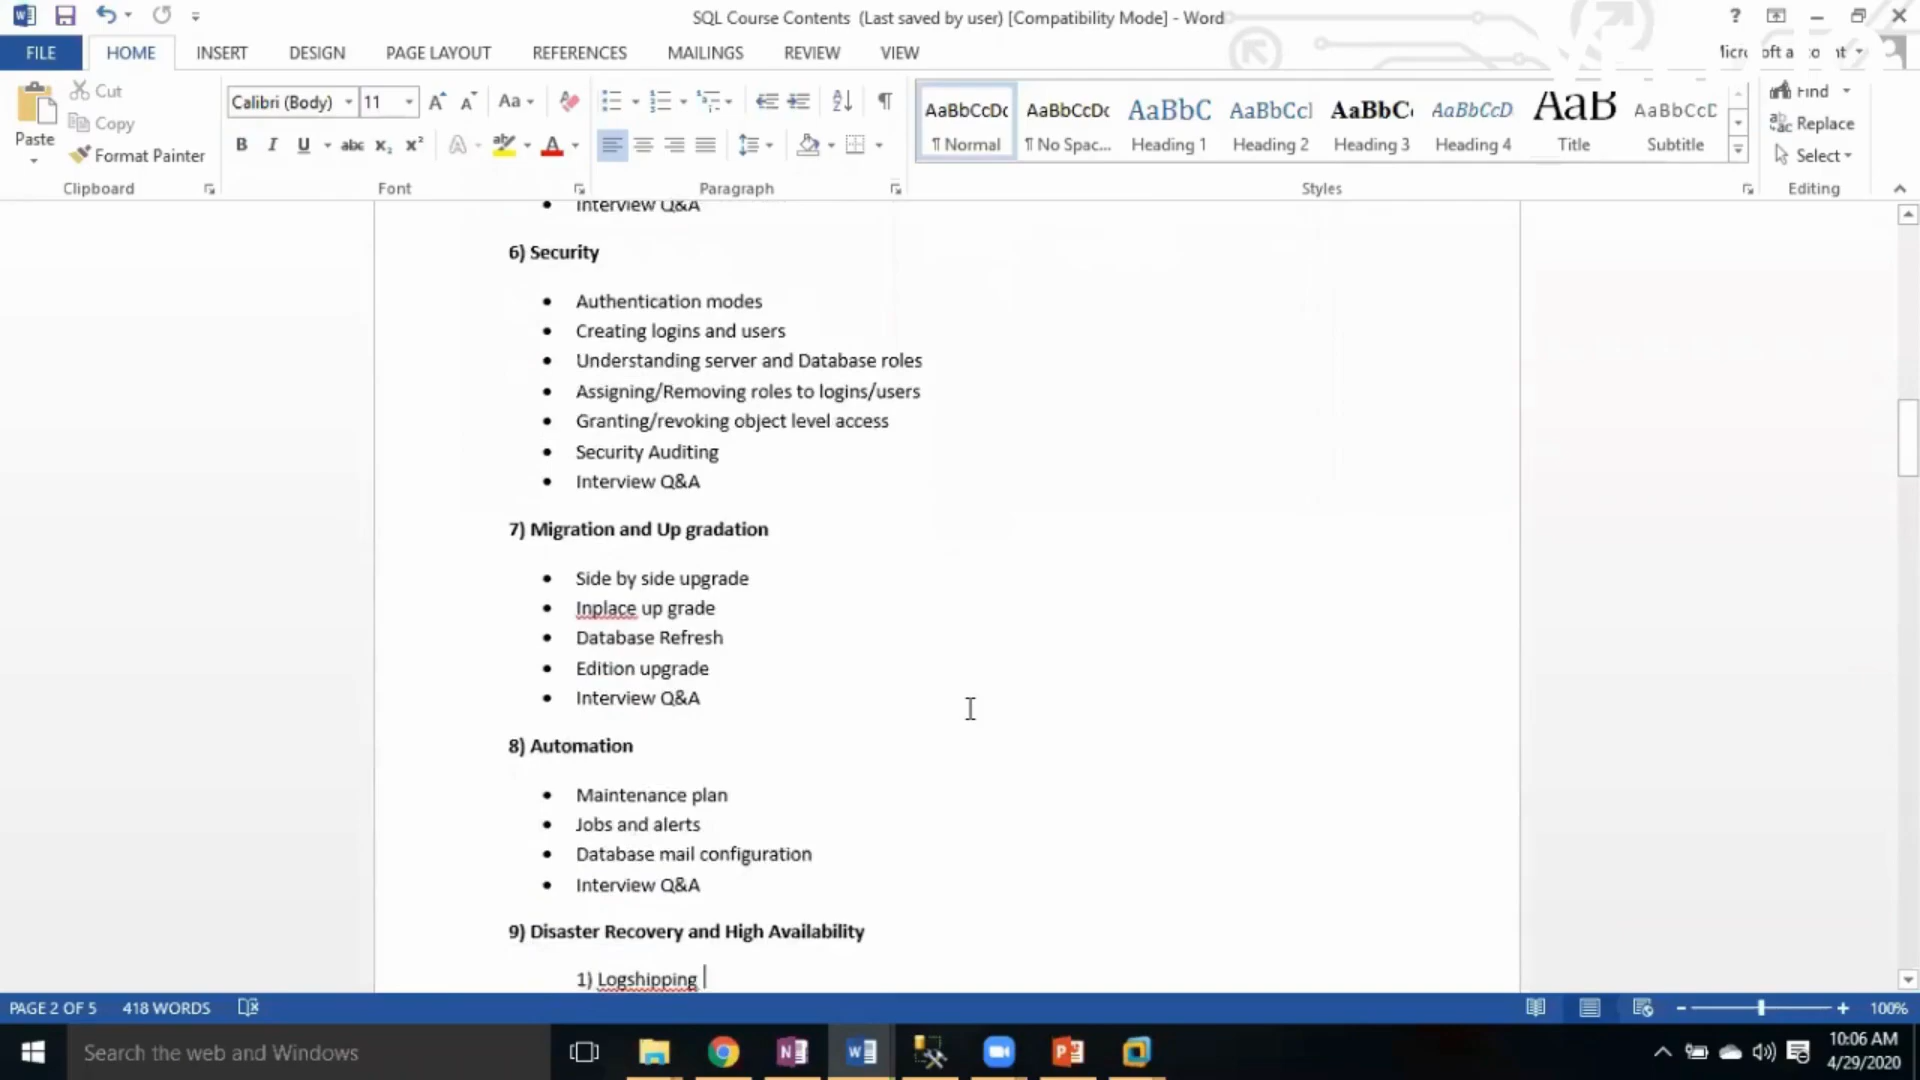 SQL Course Contents (Last saved by user) [Compatibility Mode] - Word
FILE HOME INSERT DESIGN PAGE LAYOUT REFERENCES MAILINGS REVIEW VIEW
Paste
Cut
Copy
Format Painter
Clipboard
Calibri (Body) 11
Font
Paragraph
AaBbCcDc AaBbCcDc AaBbC AaBbCcl AaBbC AaBbCcD AaB AaBbCcD
¶ Normal ¶ No Spac... Heading 1 Heading 2 Heading 3 Heading 4 Title Subtitle
Styles
Find
Replace
Select
Editing
• Interview Q&A
6) Security
• Authentication modes
• Creating logins and users
• Understanding server and Database roles
• Assigning/Removing roles to logins/users
• Granting/revoking object level access
• Security Auditing
• Interview Q&A
7) Migration and Up gradation
• Side by side upgrade
• Inplace up grade
• Database Refresh
• Edition upgrade
• Interview Q&A
8) Automation
• Maintenance plan
• Jobs and alerts
• Database mail configuration
• Interview Q&A
9) Disaster Recovery and High Availability
1) Logshipping
PAGE 2 OF 5 418 WORDS 100%
Search the web and Windows
10:06 AM
4/29/2020